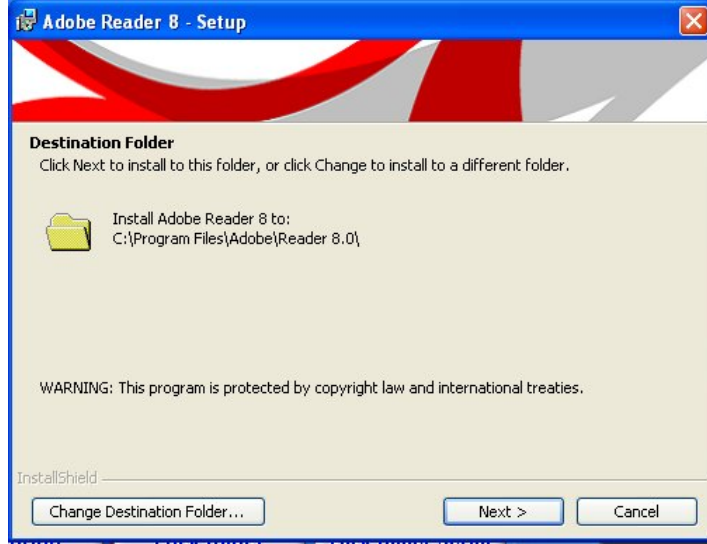 Adobe Reader 8 - Setup
Destination Folder
Click Next to install to this folder, or click Change to install to a different folder.
Install Adobe Reader 8 to:
C:\Program Files\Adobe\Reader 8.0\
WARNING: This program is protected by copyright law and international treaties.
InstallShield
Change Destination Folder... Next > Cancel